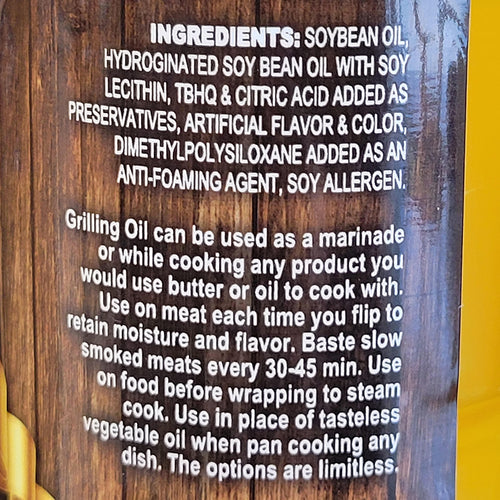 INGREDIENTS: SOYBEAN OIL,
HYDROGINATED SOY BEAN OIL WITH SOY
LECITHIN, TBHQ & CITRIC ACID ADDED AS
PRESERVATIVES, ARTIFICIAL FLAVOR & COLOR,
DIMETHYLPOLYSILOXANE ADDED AS AN
ANTI-FOAMING AGENT, SOY ALLERGEN.
Grilling Oil can be used as a marinade
or while cooking any product you
would use butter or oil to cook with.
Use on meat each time you flip to
retain moisture and flavor. Baste slow
smoked meats every 30-45 min. Use
on food before wrapping to steam
cook. Use in place of tasteless
vegetable oil when pan cooking any
dish. The options are limitless.